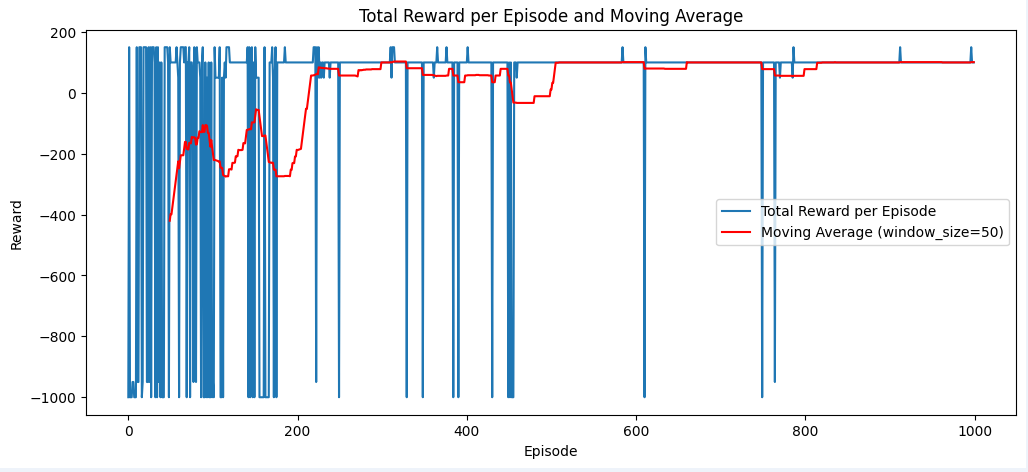 Total Reward per Episode and Moving Average
Reward
200
0
−200
−400
−600
−800
−1000
Total Reward per Episode
Moving Average (window_size=50)
0
200
400
600
800
1000
Episode